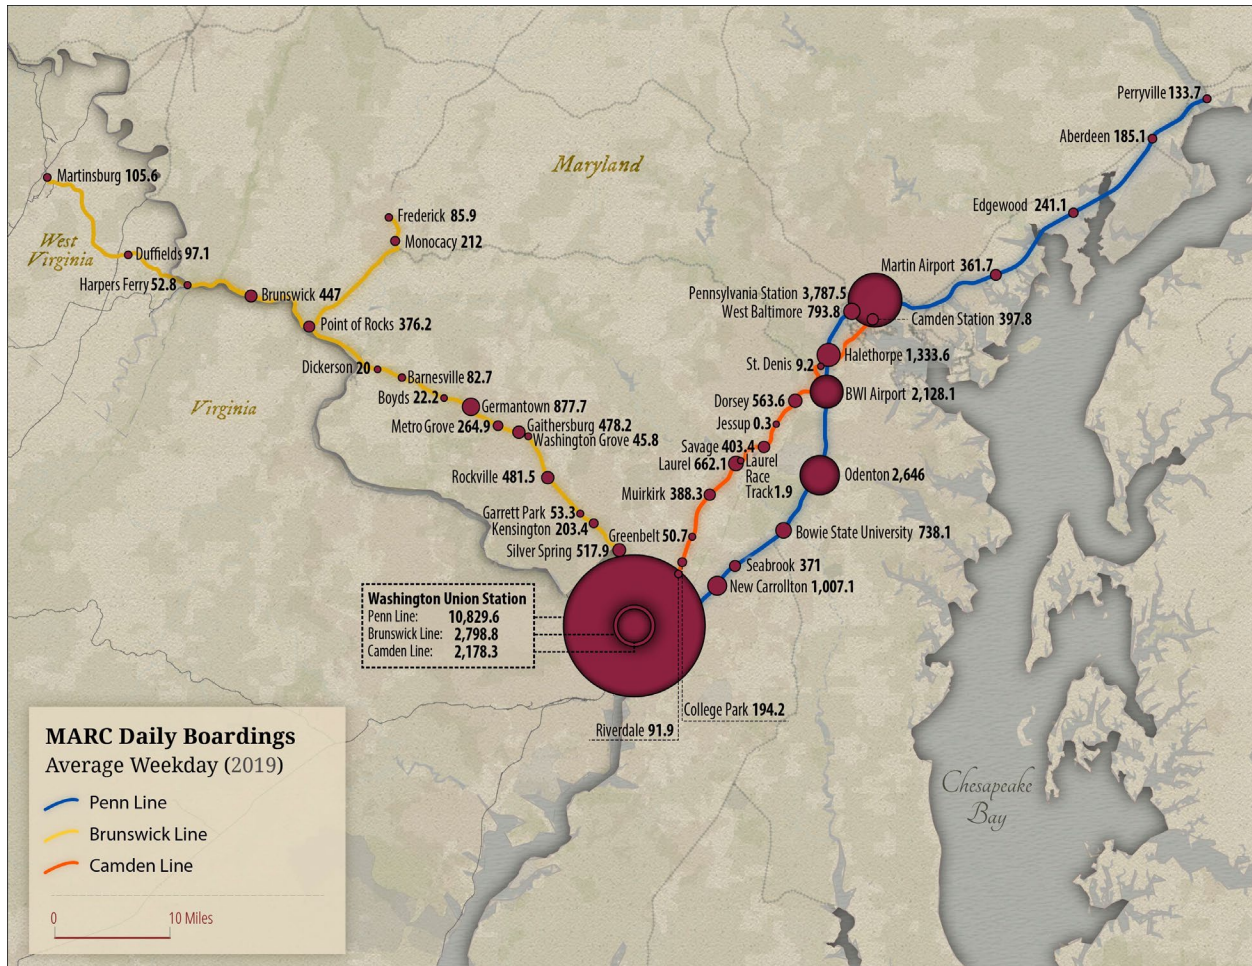 Perryville 133.7
Aberdeen 185.1
Maryland
Martinsburg 105.6
Edgewood 241.1
Frederick 85.9
Monocacy 212
West
Virginia
Duffields 97.1
Martin Airport 361.7
Harpers Ferry 52.8
Brunswick 447
Pennsylvania Station 3,787.5
West Baltimore 793.8
Camden Station 397.8
Point of Rocks 376.2
Halethorpe 1,333.6
St. Denis 9.2
Dickerson 20
Barnesville 82.7
BWI Airport 2,128.1
Boyds 22.2
Dorsey 563.6
Virginia
Germantown 877.7
Metro Grove 264.9
Gaithersburg 478.2
Washington Grove 45.8
Jessup 0.3
Savage 403.4
Laurel 662.1
Laurel
Race
Track 1.9
Rockville 481.5
Odenton 2,646
Muirkirk 388.3
Garrett Park 53.3
Kensington 203.4
Greenbelt 50.7
Bowie State University 738.1
Silver Spring 517.9
Seabrook 371
New Carrollton 1,007.1
Washington Union Station
Penn Line: 10,829.6
Brunswick Line: 2,798.8
Camden Line: 2,178.3
College Park 194.2
Riverdale 91.9
MARC Daily Boardings
Average Weekday (2019)
Penn Line
Brunswick Line
Camden Line
0 10 Miles
Chesapeake
Bay